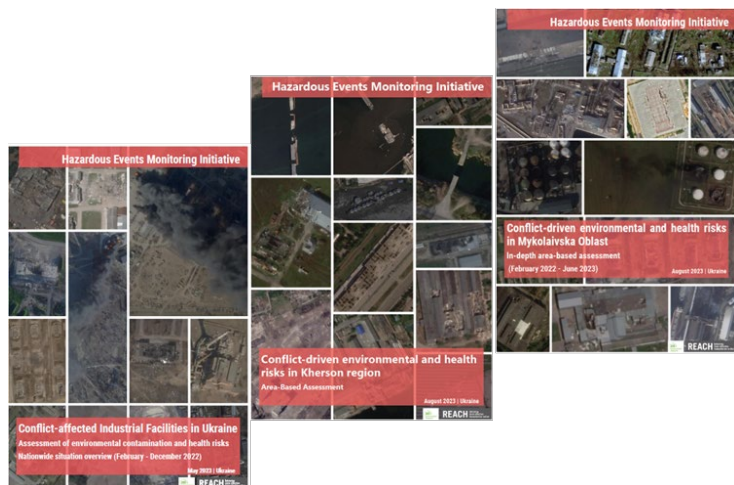 Hazardous Events Monitoring Initiative
Conflict-affected Industrial Facilities in Ukraine
Assessment of environmental contamination and health risks
Nationwide situation overview (February - December 2022)
May 2023 | Ukraine
REACH
Hazardous Events Monitoring Initiative
Conflict-driven environmental and health
risks in Kherson region
Area-Based Assessment
August 2023 | Ukraine
REACH
Hazardous Events Monitoring Initiative
Conflict-driven environmental and health risks
in Mykolaivska Oblast
In-depth area-based assessment
(February 2022 - June 2023)
August 2023 | Ukraine
REACH